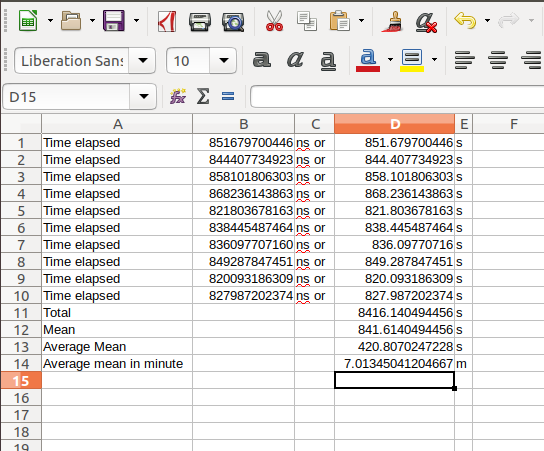 Liberation Sans 10 a a a a
D15 fx Σ =
A B C D E F
1 Time elapsed 851679700446 ns or 851.679700446 s
2 Time elapsed 844407734923 ns or 844.407734923 s
3 Time elapsed 858101806303 ns or 858.101806303 s
4 Time elapsed 868236143863 ns or 868.236143863 s
5 Time elapsed 821803678163 ns or 821.803678163 s
6 Time elapsed 838445487464 ns or 838.445487464 s
7 Time elapsed 836097707160 ns or 836.09770716 s
8 Time elapsed 849287847451 ns or 849.287847451 s
9 Time elapsed 820093186309 ns or 820.093186309 s
10 Time elapsed 827987202374 ns or 827.987202374 s
11 Total 8416.140494456 s
12 Mean 841.6140494456 s
13 Average Mean 420.8070247228 s
14 Average mean in minute 7.01345041204667 m
15
16
17
18
19